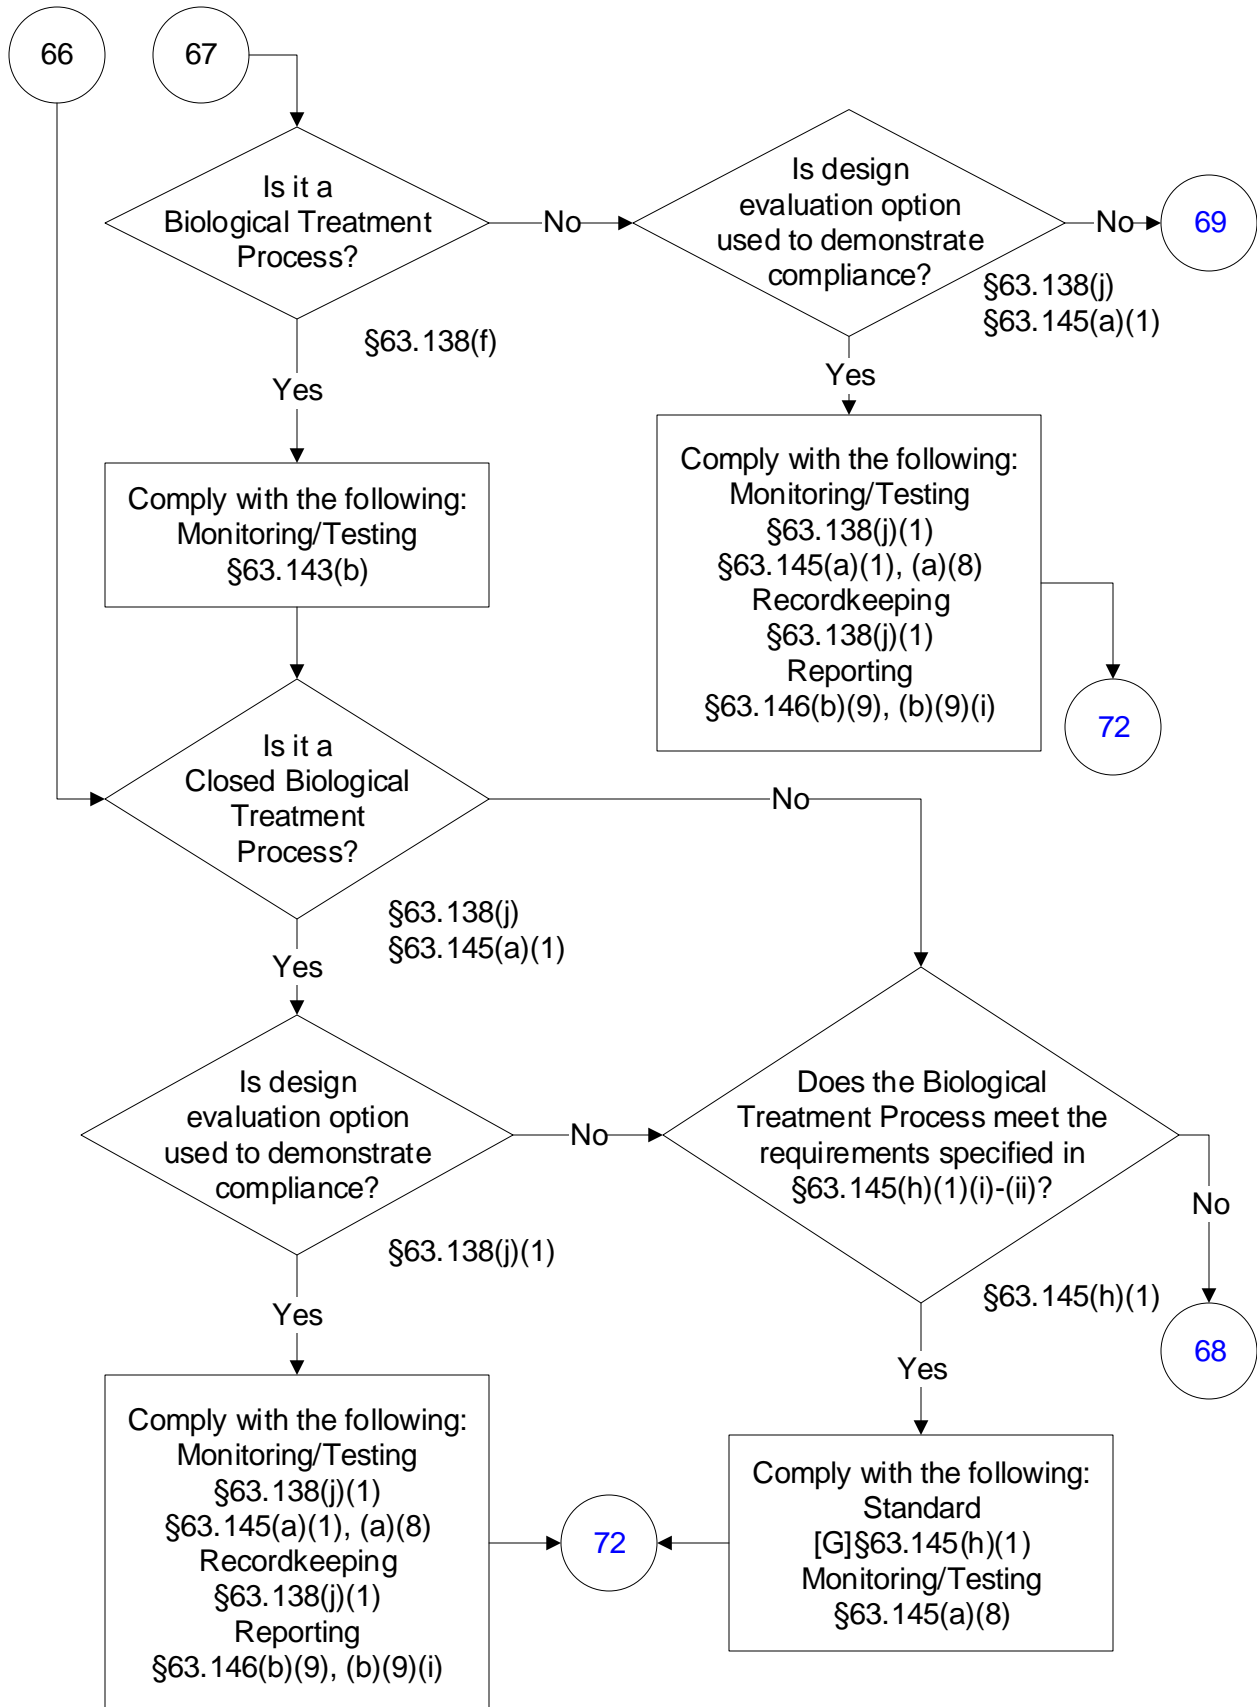 66
67
Is it a
Biological Treatment
Process?
No
Is design
evaluation option
used to demonstrate
compliance?
No
69
§63.138(j)
§63.145(a)(1)
§63.138(f)
Yes
Yes
Comply with the following:
Monitoring/Testing
§63.143(b)
Comply with the following:
Monitoring/Testing
§63.138(j)(1)
§63.145(a)(1), (a)(8)
Recordkeeping
§63.138(j)(1)
Reporting
§63.146(b)(9), (b)(9)(i)
72
Is it a
Closed Biological
Treatment
Process?
No
§63.138(j)
§63.145(a)(1)
Yes
Is design
evaluation option
used to demonstrate
compliance?
No
Does the Biological
Treatment Process meet the
requirements specified in
§63.145(h)(1)(i)-(ii)?
No
§63.138(j)(1)
§63.145(h)(1)
68
Yes
Yes
Comply with the following:
Monitoring/Testing
§63.138(j)(1)
§63.145(a)(1), (a)(8)
Recordkeeping
§63.138(j)(1)
Reporting
§63.146(b)(9), (b)(9)(i)
72
Comply with the following:
Standard
[G]§63.145(h)(1)
Monitoring/Testing
§63.145(a)(8)